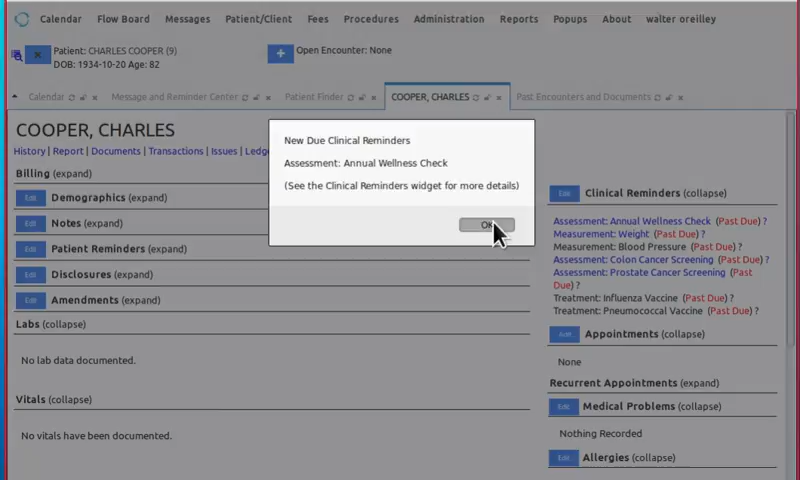 Calendar Flow Board Messages Patient/Client Fees Procedures Administration Reports Popups About walter oreilley
Patient: CHARLES COOPER (9)
DOB: 1934-10-20 Age: 82
Open Encounter: None
Calendar Message and Reminder Center Patient Finder COOPER, CHARLES Past Encounters and Documents
COOPER, CHARLES
History | Report | Documents | Transactions | Issues | Ledg
Billing (expand)
Edit Demographics (expand)
Edit Notes (expand)
Edit Patient Reminders (expand)
Edit Disclosures (expand)
Edit Amendments (expand)
Labs (collapse)
No lab data documented.
Vitals (collapse)
No vitals have been documented.
New Due Clinical Reminders
Assessment: Annual Wellness Check
(See the Clinical Reminders widget for more details)
OK
Edit Clinical Reminders (collapse)
Assessment: Annual Wellness Check (Past Due) ?
Measurement: Weight (Past Due) ?
Measurement: Blood Pressure (Past Due) ?
Assessment: Colon Cancer Screening (Past Due) ?
Assessment: Prostate Cancer Screening (Past
Due) ?
Treatment: Influenza Vaccine (Past Due) ?
Treatment: Pneumococcal Vaccine (Past Due) ?
Add Appointments (collapse)
None
Recurrent Appointments (expand)
Edit Medical Problems (collapse)
Nothing Recorded
Edit Allergies (collapse)